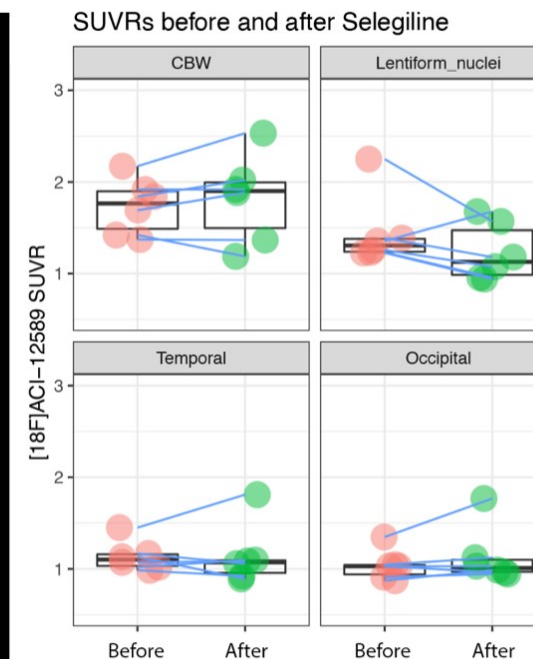 SUVRs before and after Selegiline
CBW
Lentiform_nuclei
3
2
1
[18F]ACI−12589 SUVR
Temporal
Occipital
3
2
1
Before
After
Before
After